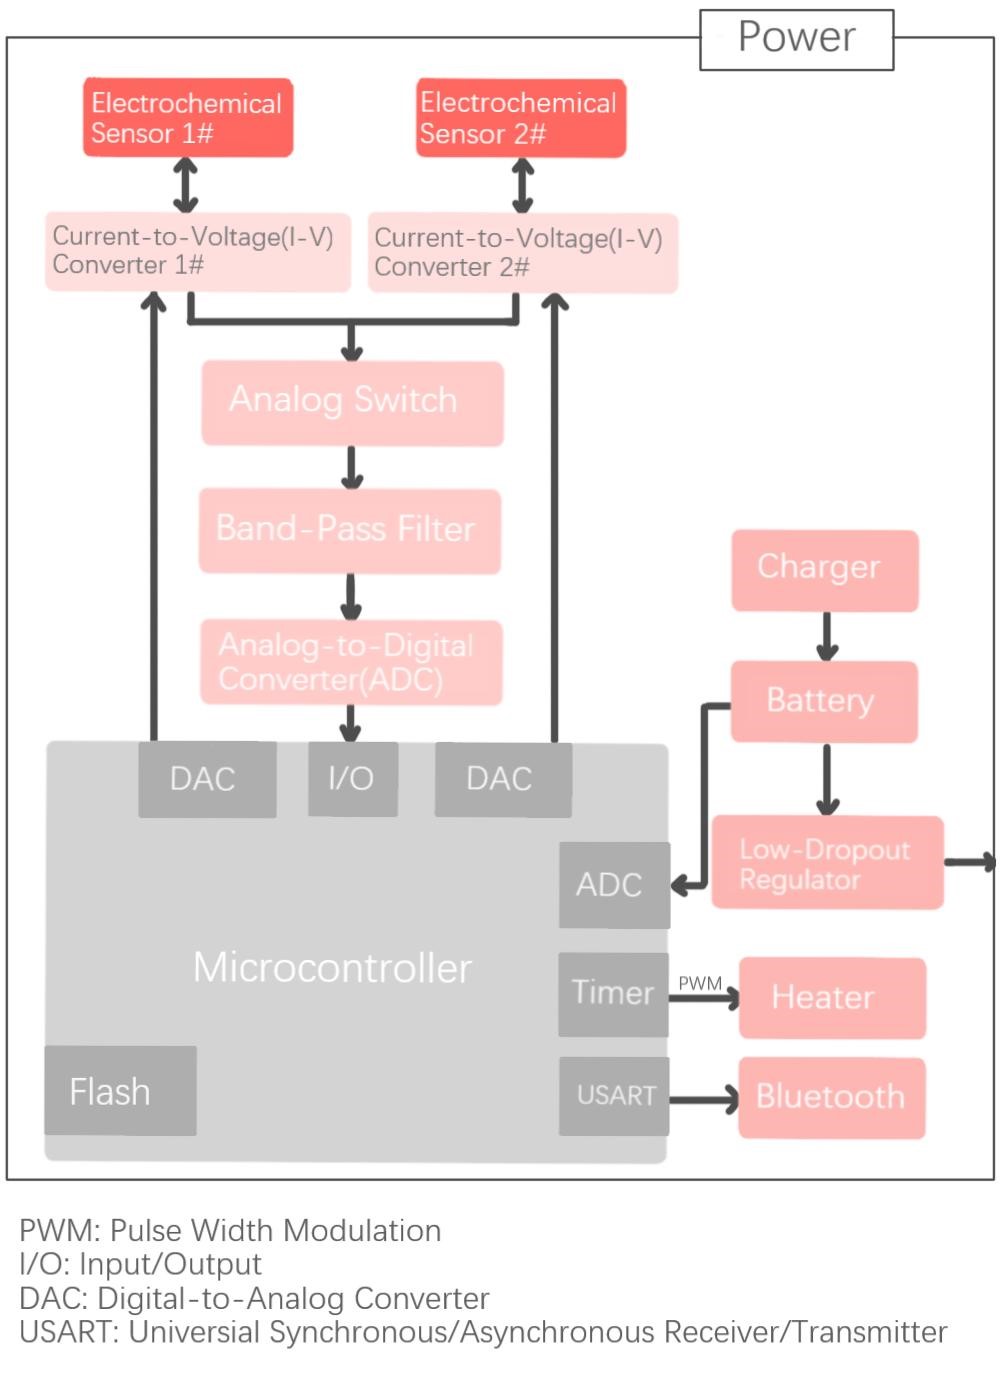 Power
Electrochemical
Sensor 1#
Electrochemical
Sensor 2#
Current-to-Voltage(I-V)
Converter 1#
Current-to-Voltage(I-V)
Converter 2#
Analog Switch
Band-Pass Filter
Analog-to-Digital
Converter(ADC)
Charger
Battery
Low-Dropout
Regulator
DAC
I/O
DAC
ADC
Microcontroller
Timer
PWM
Heater
Flash
USART
Bluetooth
PWM: Pulse Width Modulation
I/O: Input/Output
DAC: Digital-to-Analog Converter
USART: Universial Synchronous/Asynchronous Receiver/Transmitter